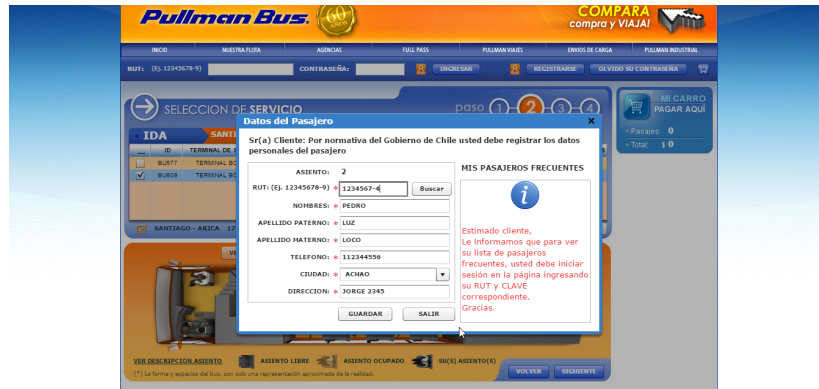 Pullman Bus.
60
AÑOS
COMPRA
compra y VIAJA!
INICIO NUESTRA FLOTA AGENCIAS FULL PASS PULLMAN VIAJES ENVIOS DE CARGA PULLMAN INDUSTRIAL
RUT: (Ej. 12345678-9) CONTRASEÑA: INGRESAR REGISTRARSE OLVIDO SU CONTRASEÑA
SELECCION DE SERVICIO paso 1 2 3 4
MI CARRO
PAGAR AQUÍ
Pasajes: 0
Total: $ 0
IDA SANTI
ID TERMINAL DE
BUS77 TERMINAL BO
BU809 TERMINAL BO
SANTIAGO - ARICA 17
VE
Datos del Pasajero x
Sr(a) Cliente: Por normativa del Gobierno de Chile usted debe registrar los datos
personales del pasajero
ASIENTO: 2
RUT: (Ej. 12345678-9) * 1234567-4 Buscar
NOMBRES: * PEDRO
APELLIDO PATERNO: * LUZ
APELLIDO MATERNO: * LOCO
TELEFONO: * 112344556
CIUDAD: * ACHAO
DIRECCION: * JORGE 2345
GUARDAR SALIR
MIS PASAJEROS FRECUENTES
i
Estimado cliente,
Le informamos que para ver
su lista de pasajeros
frecuentes, usted debe iniciar
sesión en la página ingresando
su RUT y CLAVE
correspondiente.
Gracias.
VER DESCRIPCIÓN ASIENTO ASIENTO LIBRE ASIENTO OCUPADO SU(S) ASIENTO(S)
(*) La forma y espacios del bus, son solo una representación aproximada de la realidad.
VOLVER SIGUIENTE